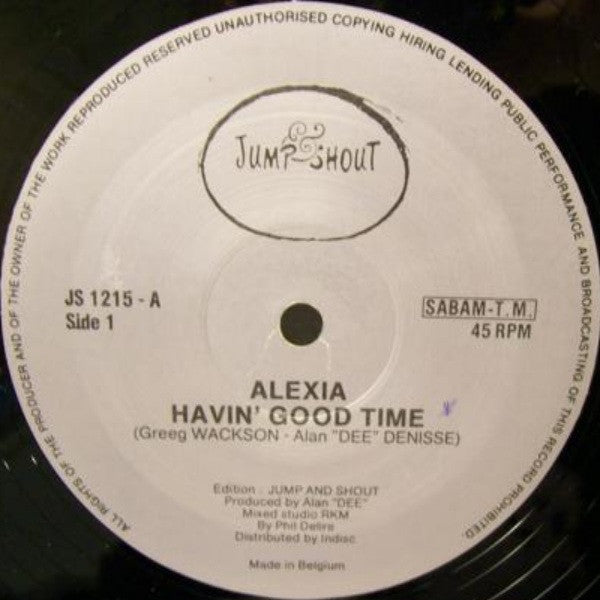 ALL RIGHTS OF THE PRODUCER AND OF THE OWNER OF THE WORK REPRODUCED RESERVED UNAUTHORISED COPYING HIRING LENDING PUBLIC PERFORMANCE AND BROADCASTING OF THIS RECORD PROHIBITED.
JUMP & SHOUT
JS 1215 - A
Side 1
SABAM-T.M.
45 RPM
ALEXIA
HAVIN' GOOD TIME
(Greeg WACKSON - Alan "DEE" DENISSE)
Edition : JUMP AND SHOUT
Produced by Alan "DEE"
Mixed studio RKM
By Phil Delire
Distributed by Indisc
Made in Belgium